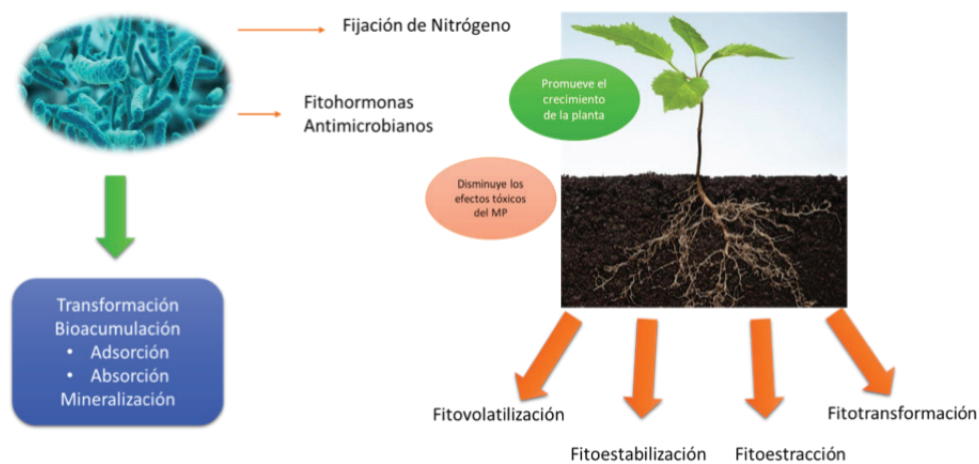 Fijación de Nitrógeno
Fitohormonas
Antimicrobianos
Promueve el
crecimiento
de la planta
Disminuye los
efectos tóxicos
del MP
Transformación
Bioacumulación
• Adsorción
• Absorción
Mineralización
Fitovolatilización
Fitoestabilización
Fitoestracción
Fitotransformación